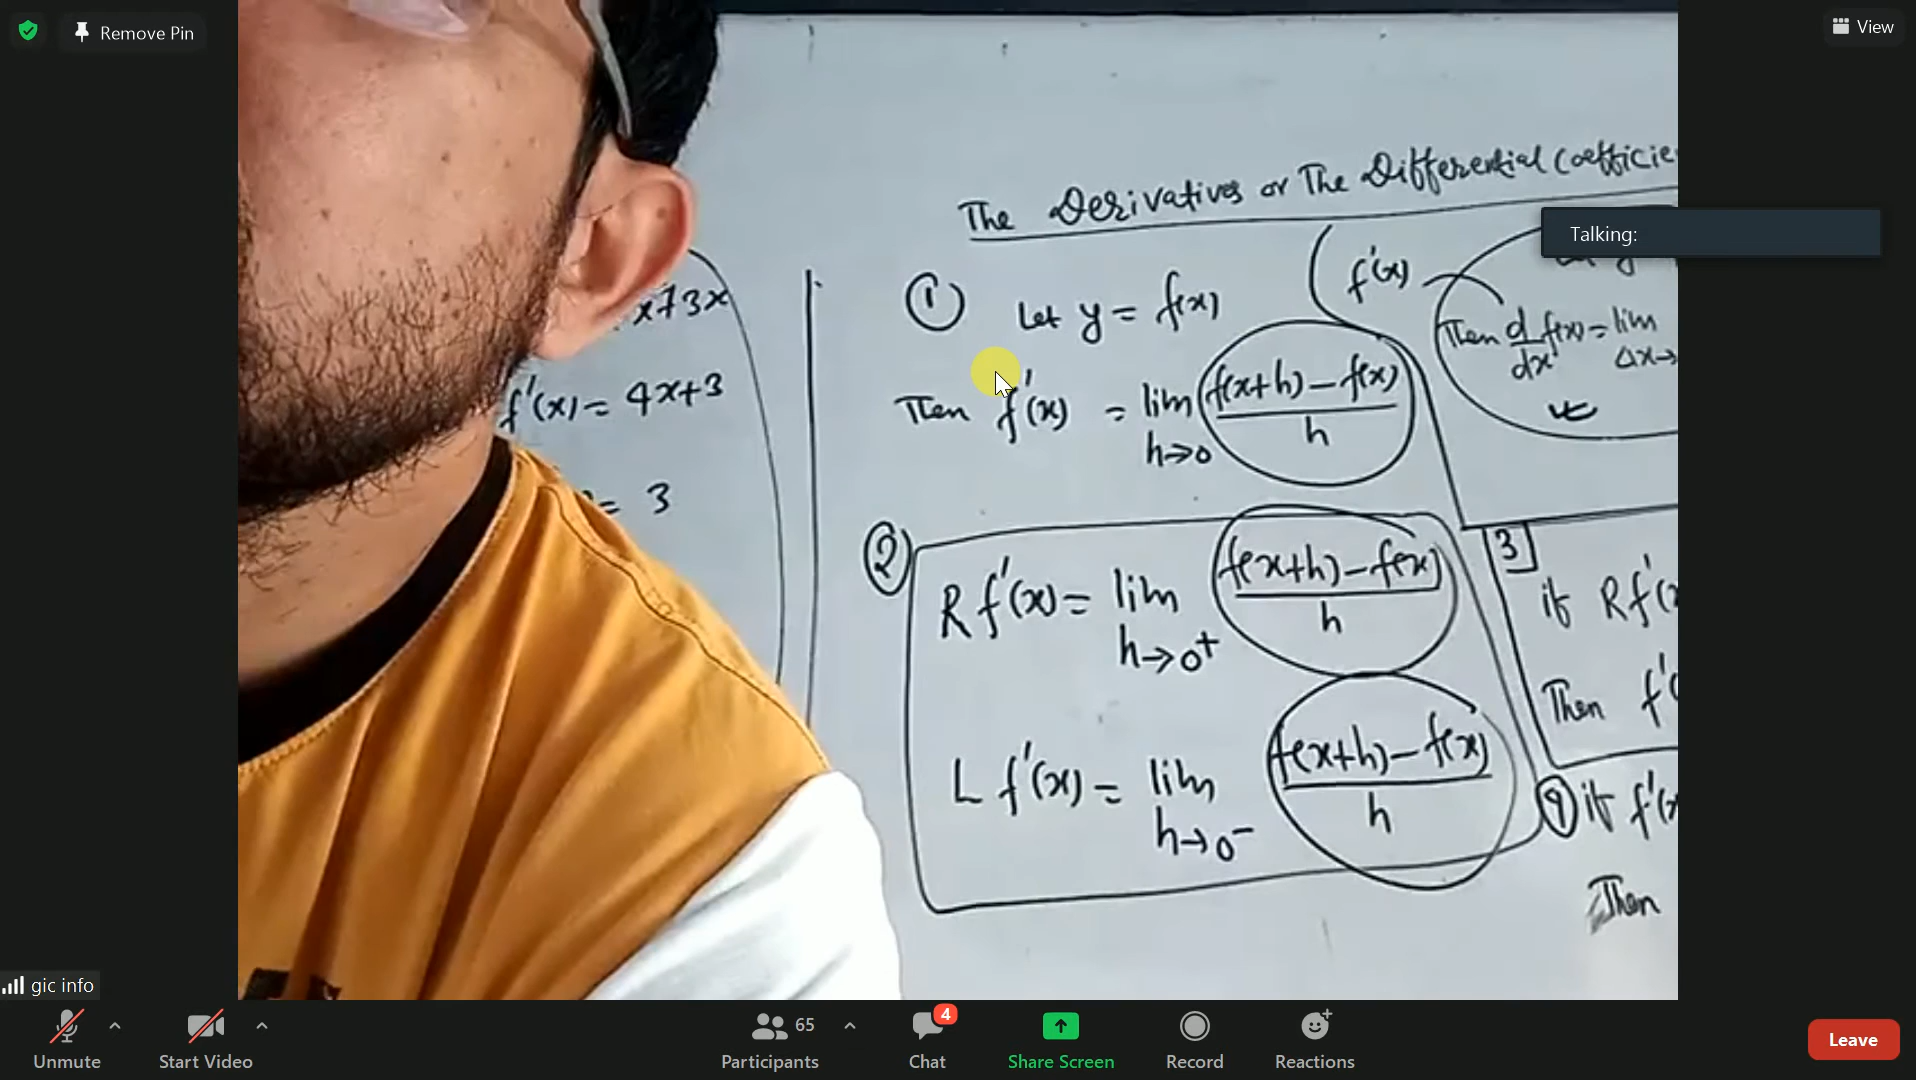 Remove Pin
View
The Derivatives or The Differential Coefficie
Talking:
x+3x
f'(x) = 4x+3
= 3
① Let y = f(x)
f'(x)
Then f'(x) = lim h→0 f(x+h) – f(x) / h
Then d/dx f(x) = lim Δx→
② R f'(x) = lim h→0⁺ f(x+h) – f(x) / h
L f'(x) = lim h→0⁻ f(x+h) – f(x) / h
3
if Rf'(x
Then f'(
④ if f'(x
Then
gic info
Unmute
Start Video
65
Participants
4
Chat
Share Screen
Record
Reactions
Leave